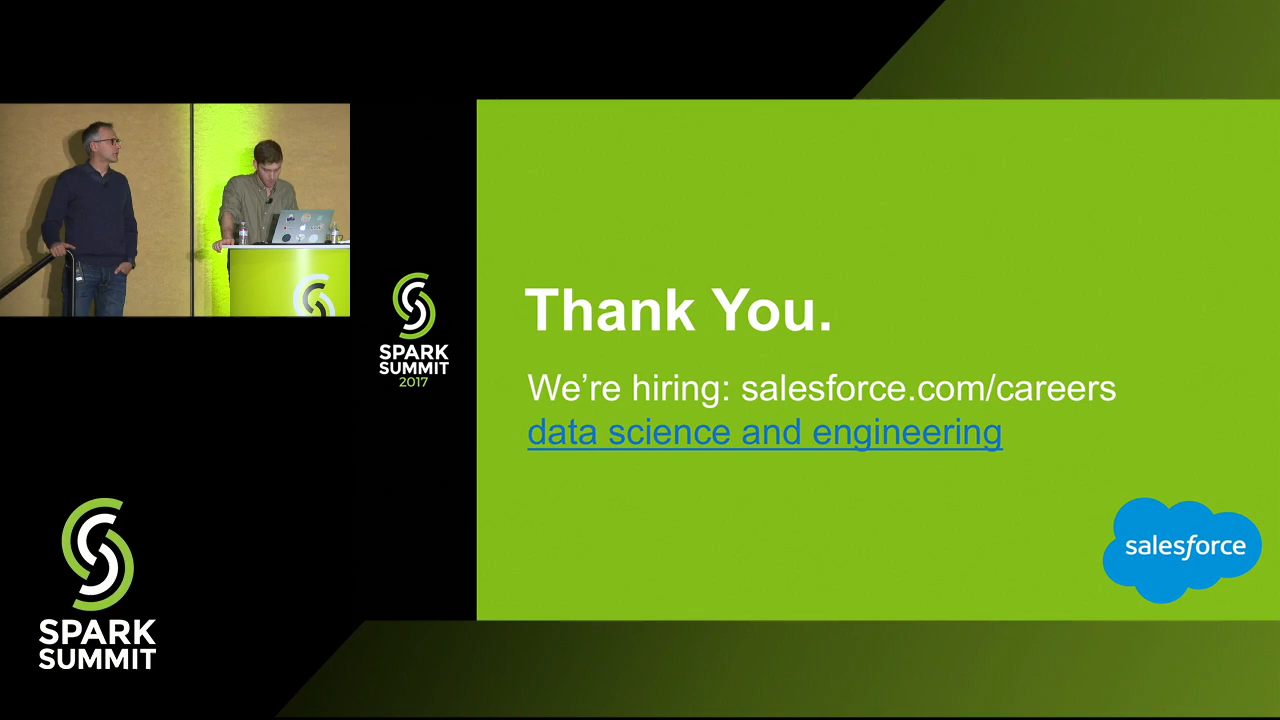 SPARK
SUMMIT
2017
Thank You.
We're hiring: salesforce.com/careers
data science and engineering
salesforce
SPARK
SUMMIT